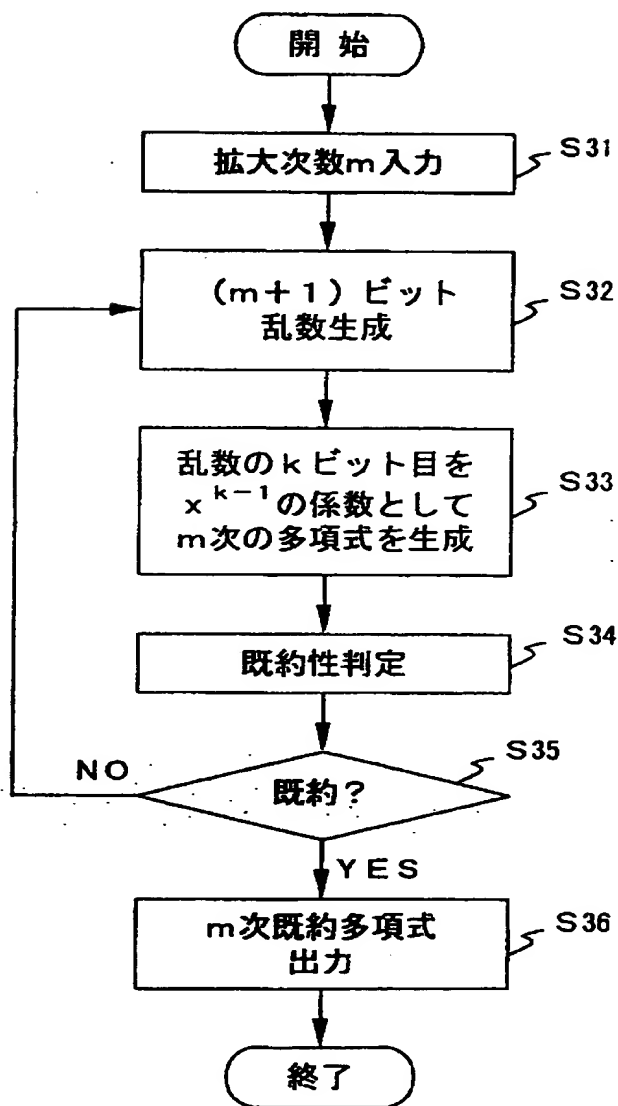 開始
拡大次数m入力
S31
(m+1)ビット
乱数生成
S32
乱数のkビット目を
x^{k-1}の係数として
m次の多項式を生成
S33
既約性判定
S34
既約?
S35
NO
YES
m次既約多項式
出力
S36
終了